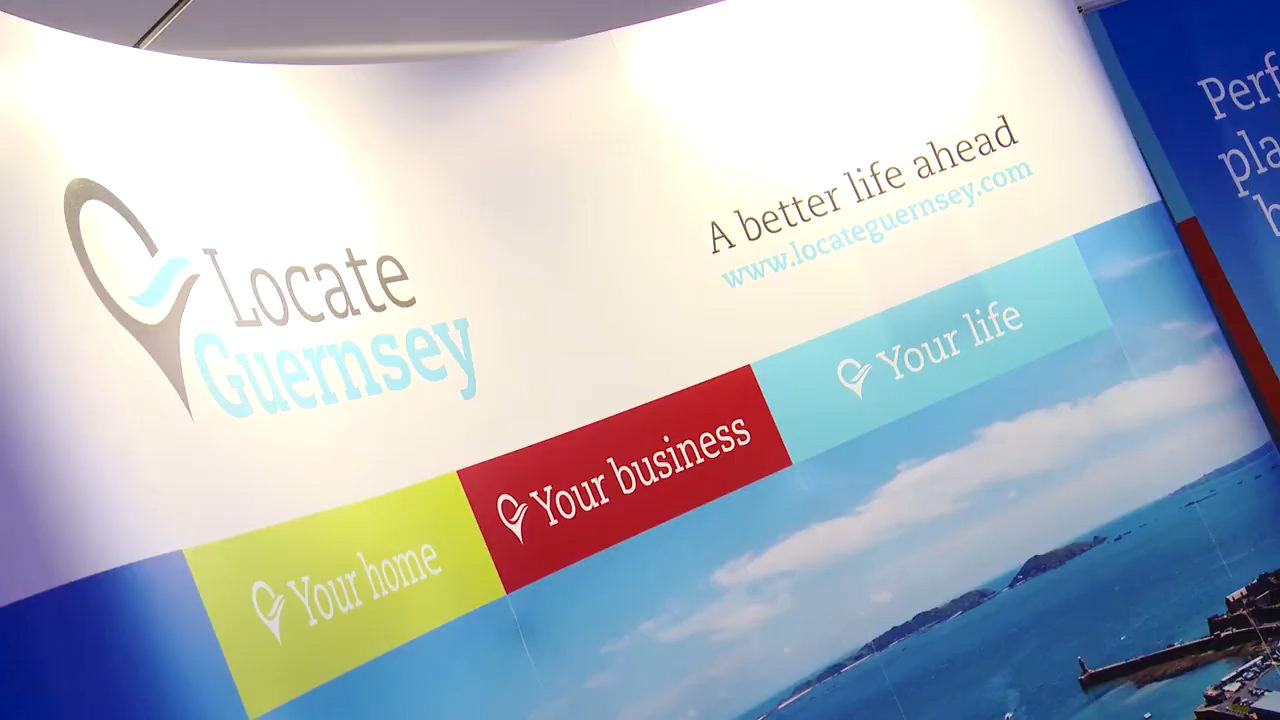 Locate
Guernsey
A better life ahead
www.locateguernsey.com
Your home
Your business
Your life